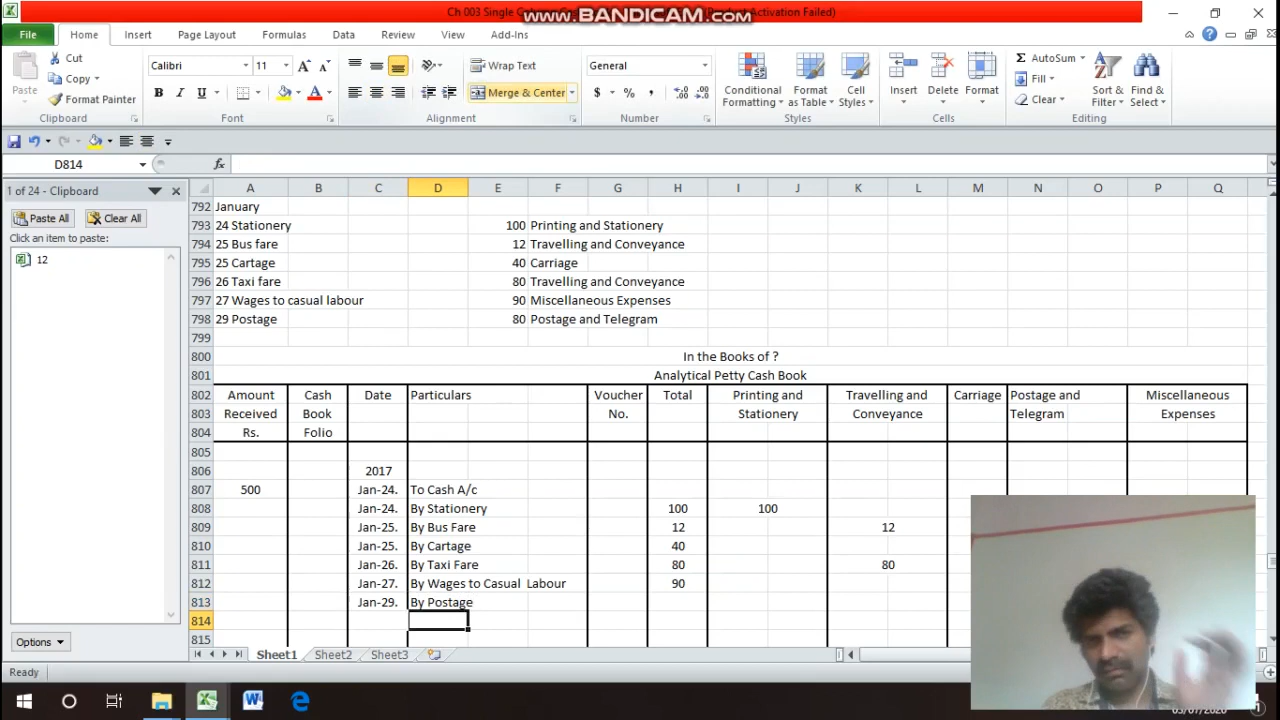 Ch 003 Single Column (Product Activation Failed)
www.BANDICAM.com
File Home Insert Page Layout Formulas Data Review View Add-Ins
Cut
Copy
Format Painter
Paste
Clipboard
Calibri 11
B I U
Font
Wrap Text
Merge & Center
Alignment
General
$ % ,
Number
Conditional Formatting
Format as Table
Cell Styles
Styles
Insert Delete Format
Cells
AutoSum
Fill
Clear
Sort & Filter
Find & Select
Editing
D814 fx
1 of 24 - Clipboard
Paste All Clear All
Click an item to paste:
12
Options
A B C D E F G H I J K L M N O P Q
792 January
793 24 Stationery 100 Printing and Stationery
794 25 Bus fare 12 Travelling and Conveyance
795 25 Cartage 40 Carriage
796 26 Taxi fare 80 Travelling and Conveyance
797 27 Wages to casual labour 90 Miscellaneous Expenses
798 29 Postage 80 Postage and Telegram
799
800 In the Books of ?
801 Analytical Petty Cash Book
802 Amount Cash Date Particulars Voucher Total Printing and Travelling and Carriage Postage and Miscellaneous
803 Received Book No. Stationery Conveyance Telegram Expenses
804 Rs. Folio
805
806 2017
807 500 Jan-24. To Cash A/c
808 Jan-24. By Stationery 100 100
809 Jan-25. By Bus Fare 12 12
810 Jan-25. By Cartage 40
811 Jan-26. By Taxi Fare 80 80
812 Jan-27. By Wages to Casual Labour 90
813 Jan-29. By Postage
814
815
Sheet1 Sheet2 Sheet3
Ready